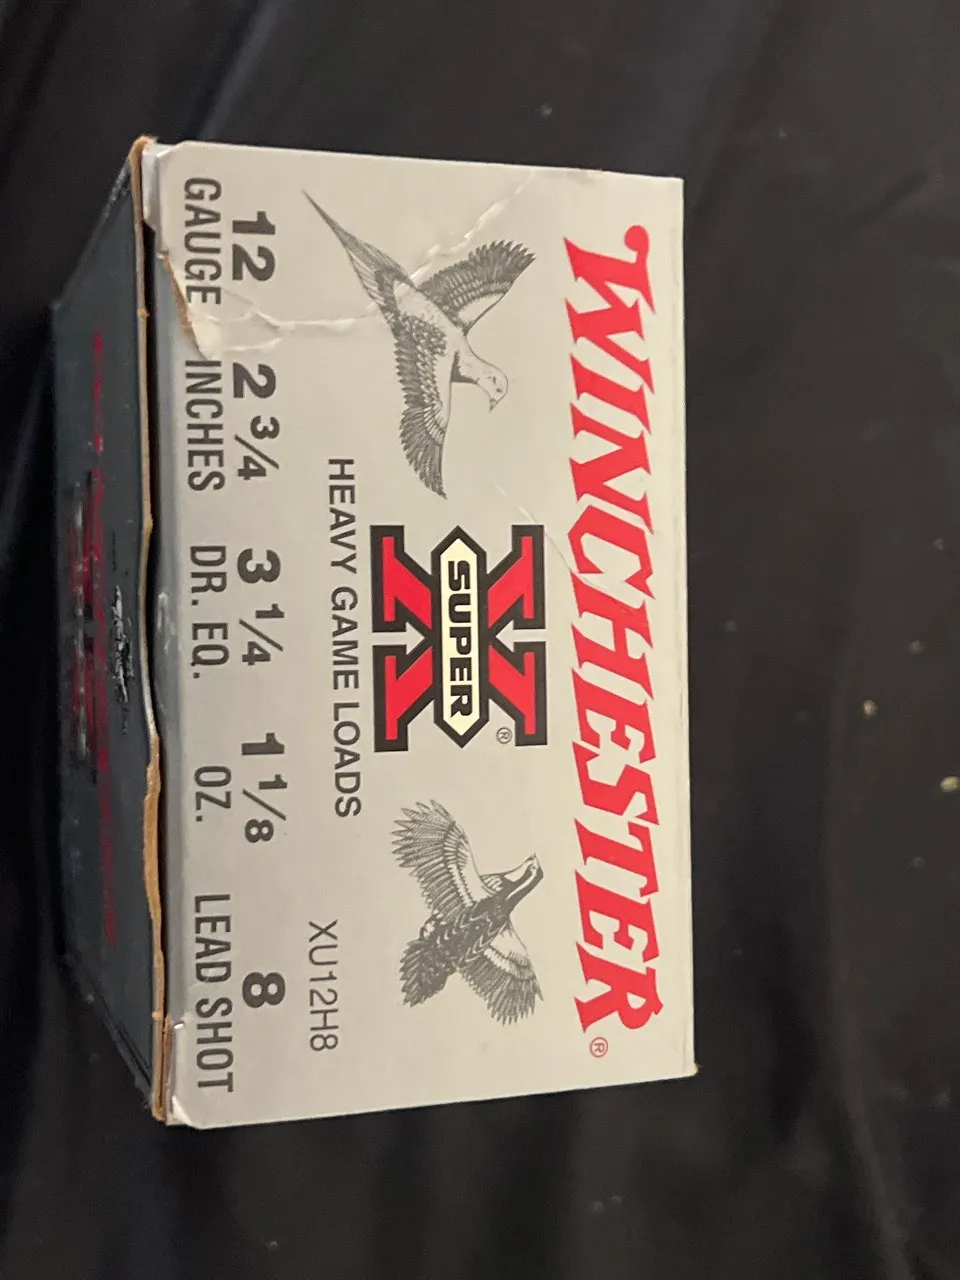 WINCHESTER®
SUPER X®
HEAVY GAME LOADS
XU12H8
12 2 3/4 3 1/4 1 1/8 8
GAUGE INCHES DR. EQ. OZ. LEAD SHOT